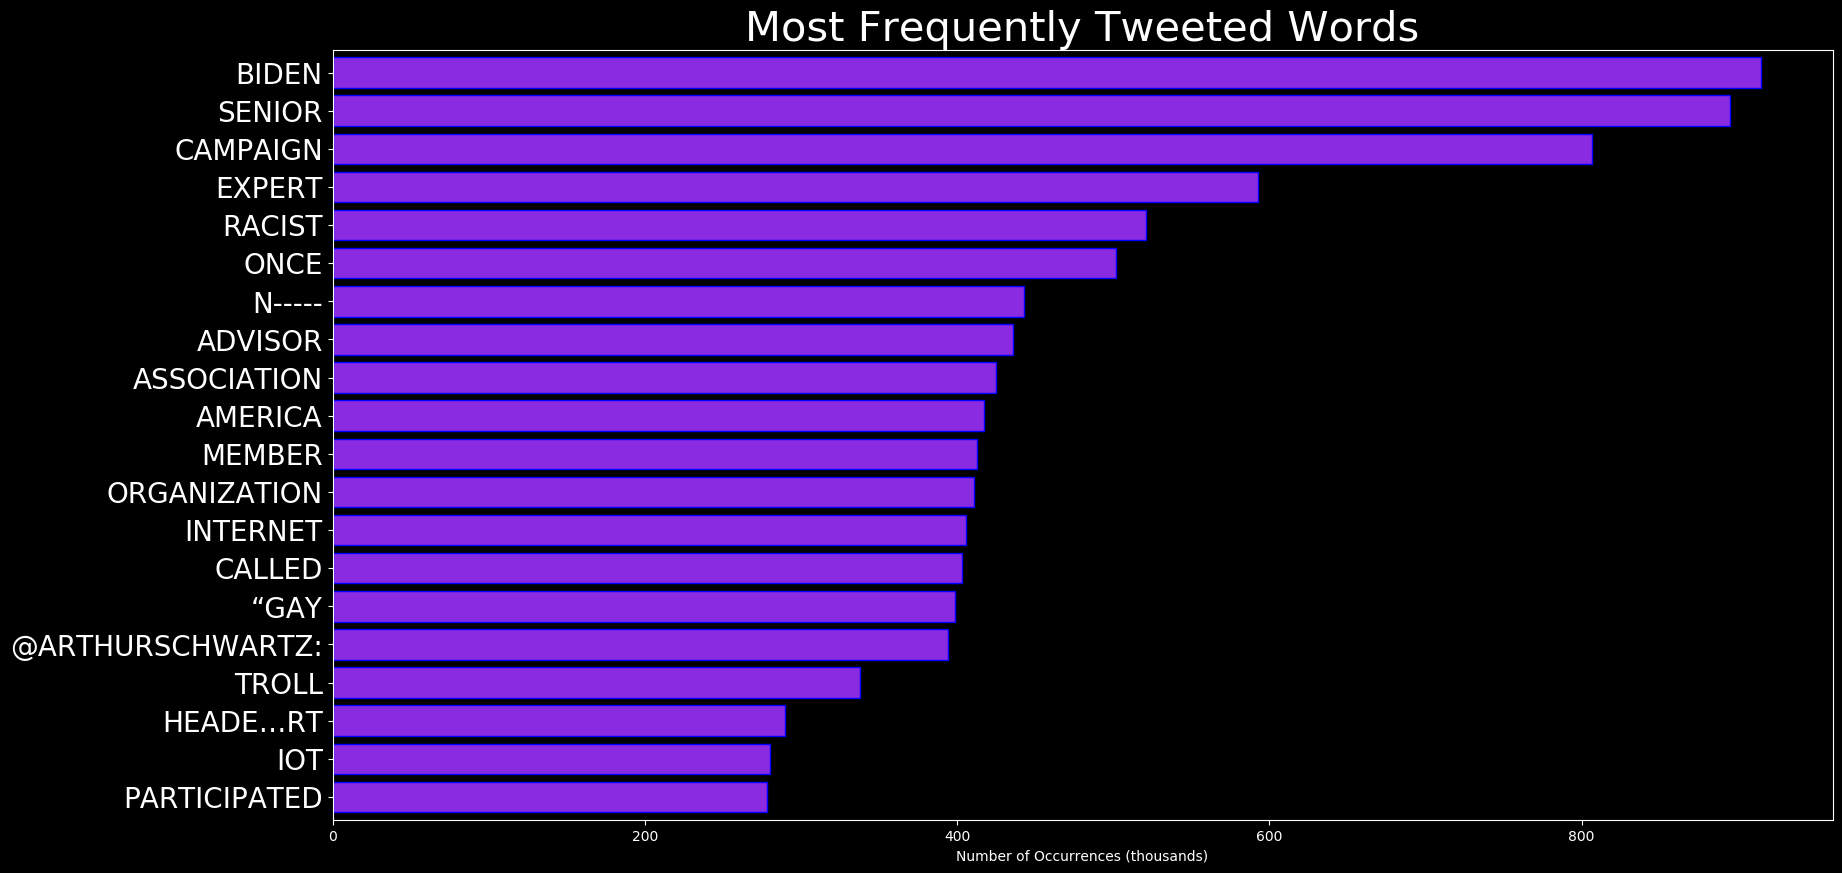 Most Frequently Tweeted Words
BIDEN
SENIOR
CAMPAIGN
EXPERT
RACIST
ONCE
N-----
ADVISOR
ASSOCIATION
AMERICA
MEMBER
ORGANIZATION
INTERNET
CALLED
“GAY
@ARTHURSCHWARTZ:
TROLL
HEADE…RT
IOT
PARTICIPATED
0 200 400 600 800
Number of Occurrences (thousands)